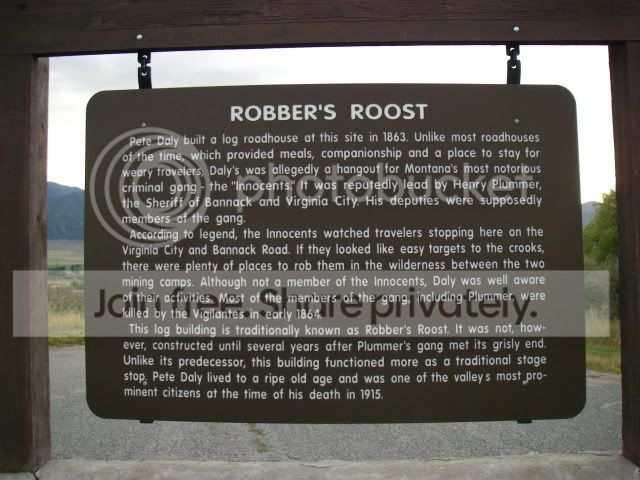 ROBBER'S ROOST
Pete Daly built a log roadhouse at this site in 1863. Unlike most roadhouses
of the time, which provided meals, companionship and a place to stay for
weary travelers, Daly's was allegedly a hangout for Montana's most notorious
criminal gang - the "Innocents." It was reputedly lead by Henry Plummer,
the Sheriff of Bannack and Virginia City. His deputies were supposedly
members of the gang.
According to legend, the Innocents watched travelers stopping here on the
Virginia City and Bannack Road. If they looked like easy targets to the crooks,
there were plenty of places to rob them in the wilderness between the two
mining camps. Although not a member of the Innocents, Daly was well aware
of their activities. Most of the members of the gang, including Plummer, were
killed by the Vigilantes in early 1864.
This log building is traditionally known as Robber's Roost. It was not, how-
ever, constructed until several years after Plummer's gang met its grisly end.
Unlike its predecessor, this building functioned more as a traditional stage
stop. Pete Daly lived to a ripe old age and was one of the valley's most pro-
minent citizens at the time of his death in 1915.
photobucket
Join free. Share privately.